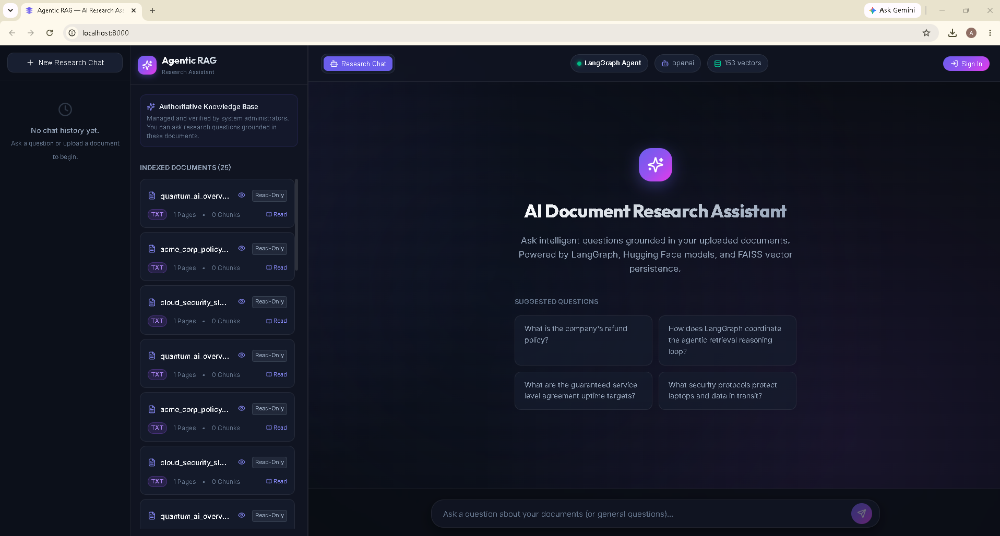 Agentic RAG — AI Research Ass
Ask Gemini
localhost:8000
A
New Research Chat
No chat history yet.
Ask a question or upload a document
to begin.
Agentic RAG
Research Assistant
Authoritative Knowledge Base
Managed and verified by system administrators.
You can ask research questions grounded in
these documents.
INDEXED DOCUMENTS (25)
quantum_ai_overv... Read-Only
TXT 1 Pages • 0 Chunks Read
acme_corp_policy... Read-Only
TXT 1 Pages • 0 Chunks Read
cloud_security_sl... Read-Only
TXT 1 Pages • 0 Chunks Read
quantum_ai_overv... Read-Only
TXT 1 Pages • 0 Chunks Read
acme_corp_policy... Read-Only
TXT 1 Pages • 0 Chunks Read
cloud_security_sl... Read-Only
TXT 1 Pages • 0 Chunks Read
quantum_ai_overv... Read-Only
Research Chat
LangGraph Agent
openai
153 vectors
Sign In
AI Document Research Assistant
Ask intelligent questions grounded in your uploaded documents.
Powered by LangGraph, Hugging Face models, and FAISS vector
persistence.
SUGGESTED QUESTIONS
What is the company's refund
policy?
How does LangGraph coordinate
the agentic retrieval reasoning
loop?
What are the guaranteed service
level agreement uptime targets?
What security protocols protect
laptops and data in transit?
Ask a question about your documents (or general questions)...